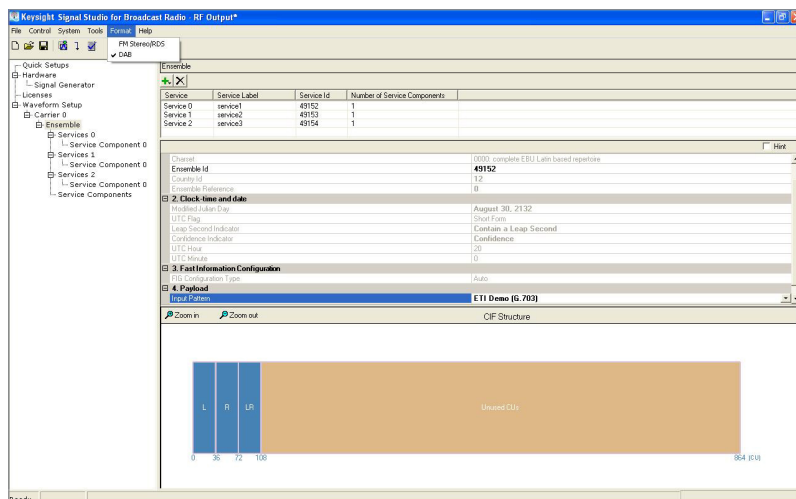 Keysight Signal Studio for Broadcast Radio - RF Output*
File Control System Tools Format Help
FM Stereo/RDS
DAB
Quick Setups
Hardware
Signal Generator
Licenses
Waveform Setup
Carrier 0
Ensemble
Services 0
Service Component 0
Services 1
Service Component 0
Services 2
Service Component 0
Service Components
Ensemble
Service Service Label Service Id Number of Service Components
Service 0 service1 49152 1
Service 1 service2 49153 1
Service 2 service3 49154 1
Hint
Charset 0000: complete EBU Latin based repertoire
Ensemble Id 49152
Country Id 12
Ensemble Reference 0
2. Clock-time and date
Modified Julian Day August 30, 2132
UTC Flag Short Form
Leap Second Indicator Contain a Leap Second
Confidence Indicator Confidence
UTC Hour 20
UTC Minute 0
3. Fast Information Configuration
FIG Configuration Type Auto
4. Payload
Input Pattern ETI Demo (G.703)
Zoom in Zoom out CIF Structure
L R LR Unused CUs
0 36 72 108 864 (CU)
Ready